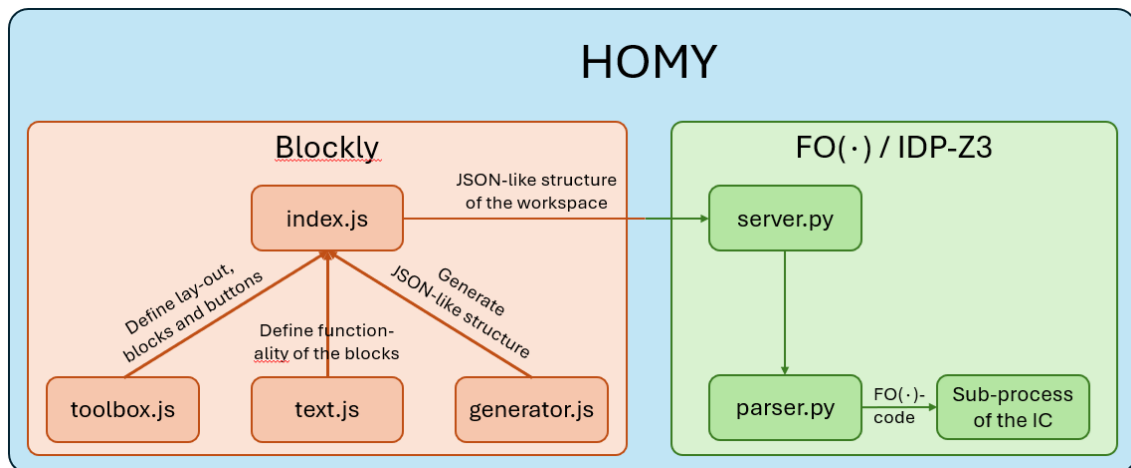 HOMY
Blockly
index.js
Define lay-out,
blocks and buttons
Define function-
ality of the blocks
Generate
JSON-like structure
toolbox.js
text.js
generator.js
JSON-like structure
of the workspace
FO(·) / IDP-Z3
server.py
parser.py
FO(·)-
code
Sub-process
of the IC